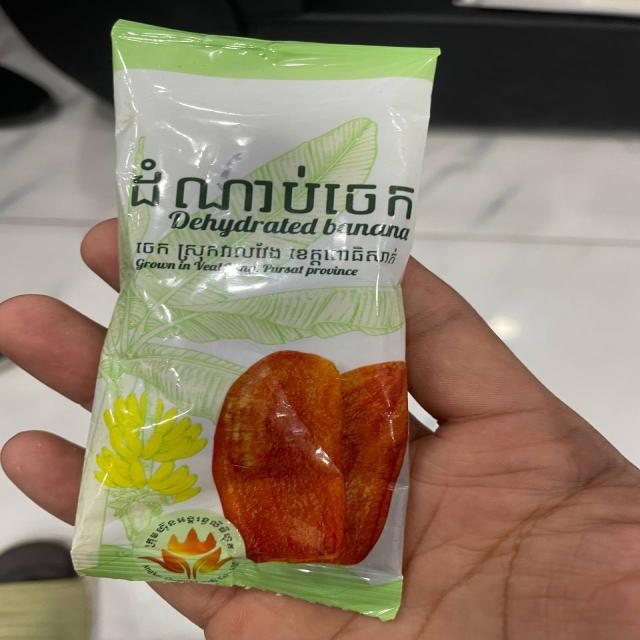 ដំណាប់ចេក
Dehydrated banana
ចេក ស្រុកវាលវែង ខេត្តពោធិ៍សាត់
Grown in Veal Pursat province